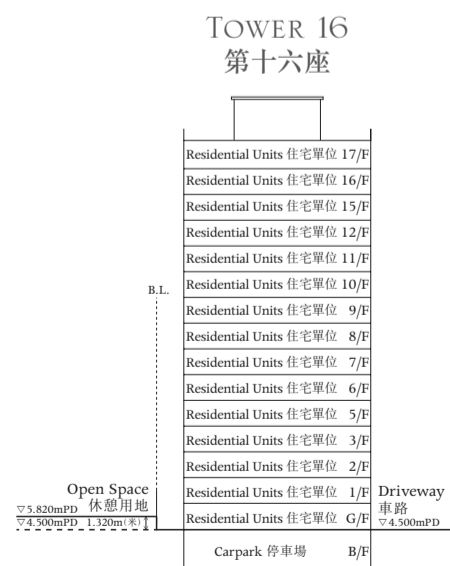 TOWER 16
第十六座
Residential Units 住宅單位 17/F
Residential Units 住宅單位 16/F
Residential Units 住宅單位 15/F
Residential Units 住宅單位 12/F
Residential Units 住宅單位 11/F
Residential Units 住宅單位 10/F
B.L.
Residential Units 住宅單位 9/F
Residential Units 住宅單位 8/F
Residential Units 住宅單位 7/F
Residential Units 住宅單位 6/F
Residential Units 住宅單位 5/F
Residential Units 住宅單位 3/F
Residential Units 住宅單位 2/F
Residential Units 住宅單位 1/F
Residential Units 住宅單位 G/F
Carpark 停車場 B/F
Open Space
休憩用地
▽5.820mPD
▽4.500mPD 1.320m(米)
Driveway
車路
▽4.500mPD